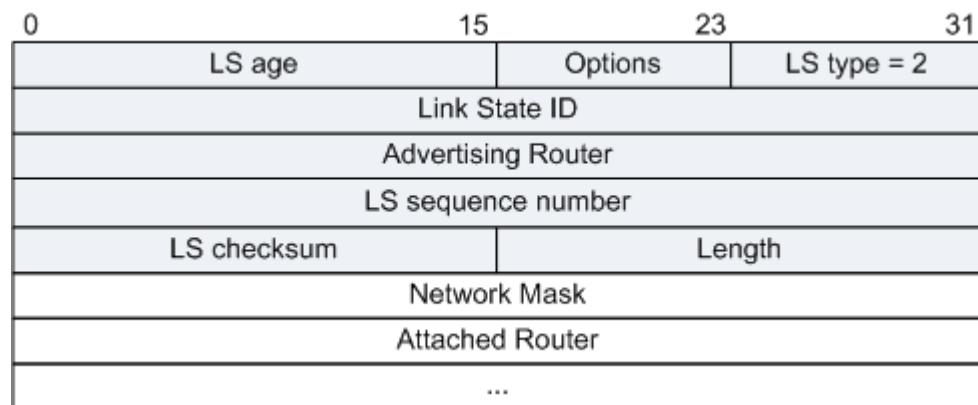 0 15 23 31
LS age Options LS type = 2
Link State ID
Advertising Router
LS sequence number
LS checksum Length
Network Mask
Attached Router
...